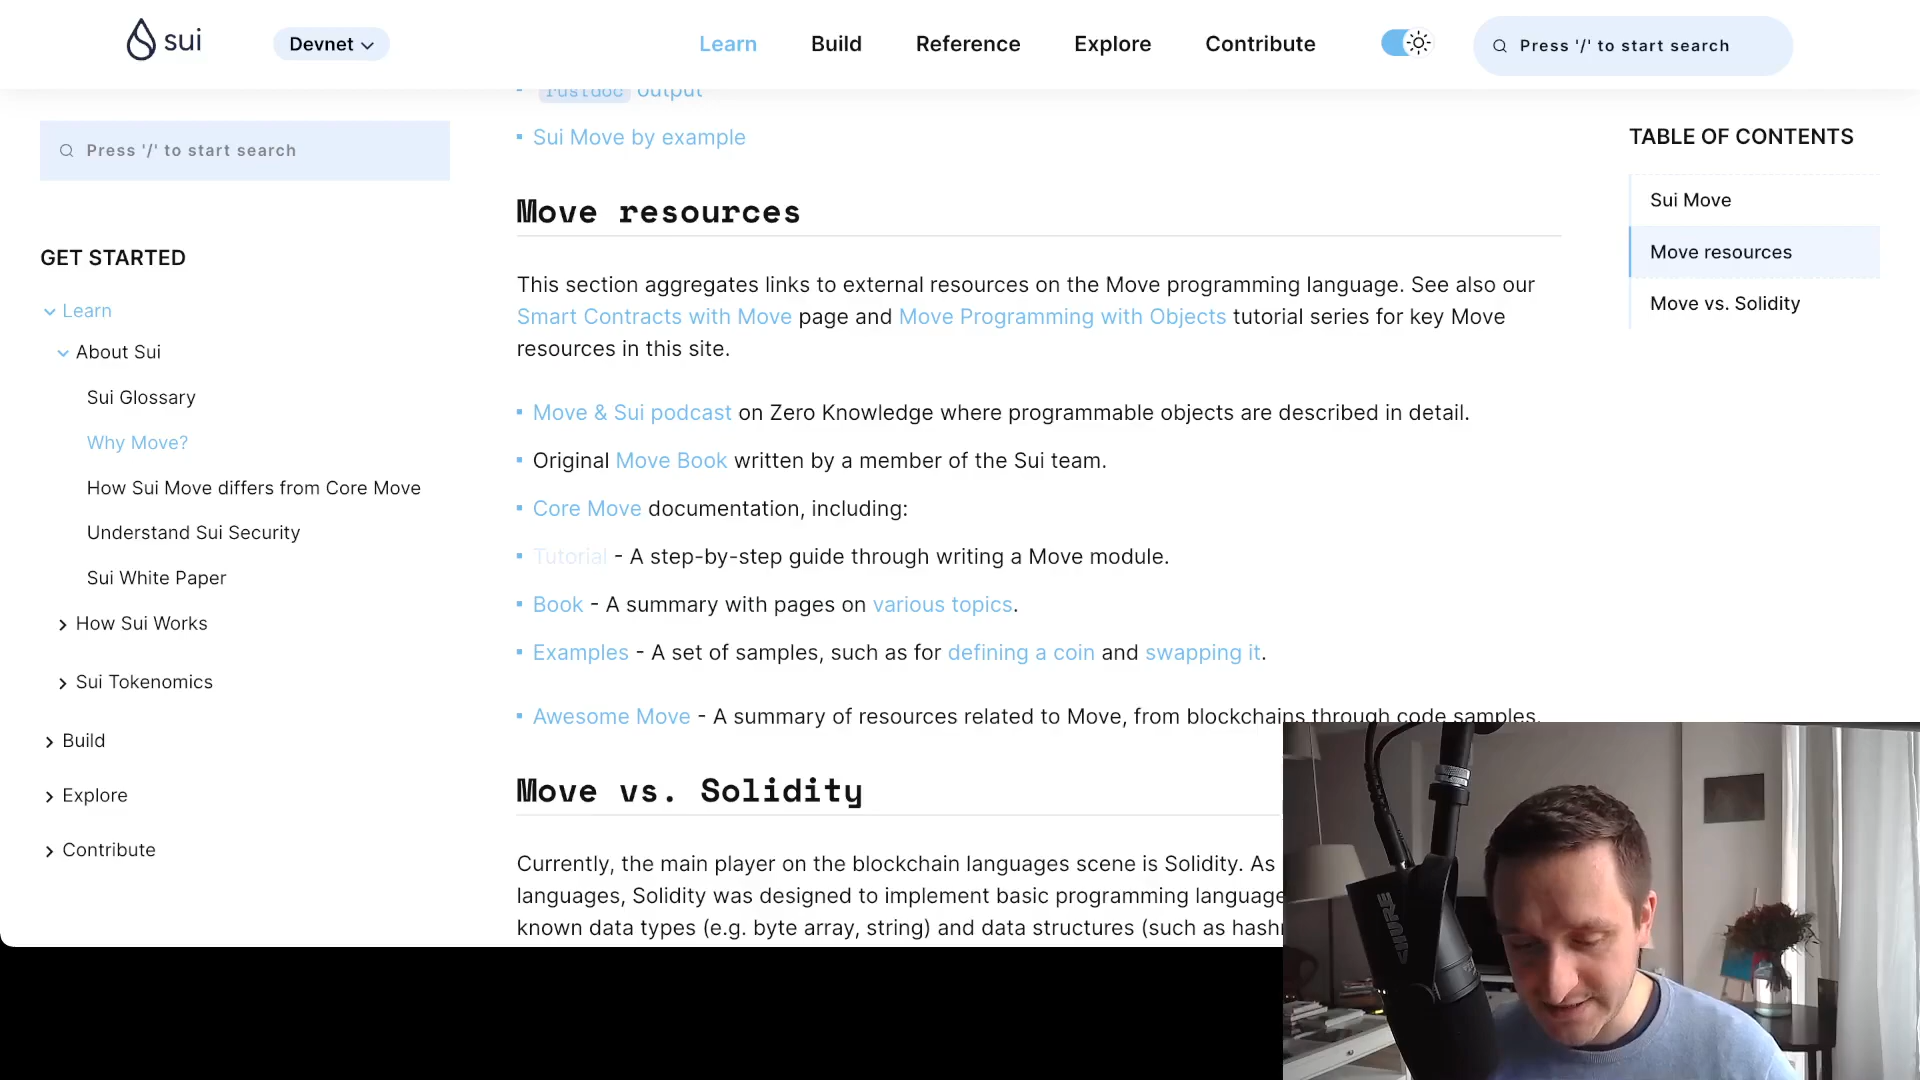 sui
Devnet
Learn
Build
Reference
Explore
Contribute
Press '/' to start search
Press '/' to start search
GET STARTED
Learn
About Sui
Sui Glossary
Why Move?
How Sui Move differs from Core Move
Understand Sui Security
Sui White Paper
How Sui Works
Sui Tokenomics
Build
Explore
Contribute
rustdoc output
Sui Move by example
Move resources
This section aggregates links to external resources on the Move programming language. See also our
Smart Contracts with Move page and Move Programming with Objects tutorial series for key Move
resources in this site.
Move & Sui podcast on Zero Knowledge where programmable objects are described in detail.
Original Move Book written by a member of the Sui team.
Core Move documentation, including:
Tutorial - A step-by-step guide through writing a Move module.
Book - A summary with pages on various topics.
Examples - A set of samples, such as for defining a coin and swapping it.
Awesome Move - A summary of resources related to Move, from blockchains through code samples.
Move vs. Solidity
Currently, the main player on the blockchain languages scene is Solidity. As
languages, Solidity was designed to implement basic programming language
known data types (e.g. byte array, string) and data structures (such as
TABLE OF CONTENTS
Sui Move
Move resources
Move vs. Solidity
SHURE